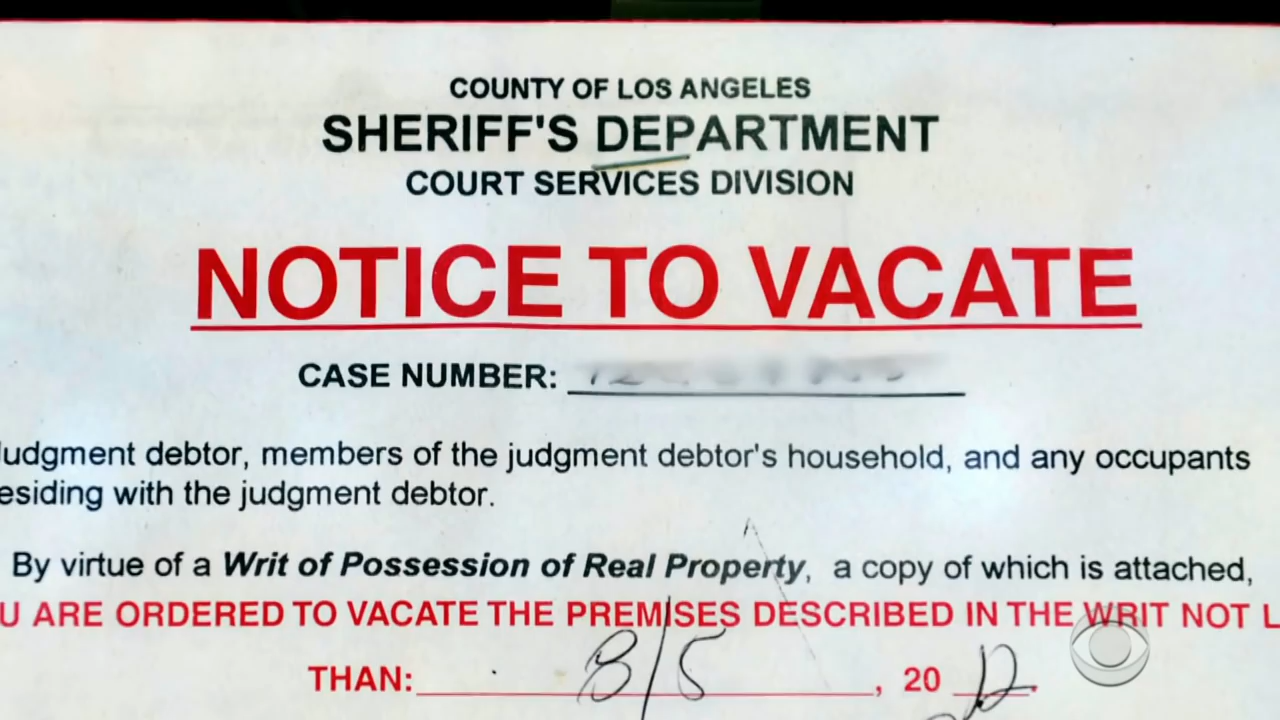 COUNTY OF LOS ANGELES
SHERIFF'S DEPARTMENT
COURT SERVICES DIVISION
NOTICE TO VACATE
CASE NUMBER:
udgment debtor, members of the judgment debtor's household, and any occupants
esiding with the judgment debtor.
By virtue of a Writ of Possession of Real Property, a copy of which is attached,
U ARE ORDERED TO VACATE THE PREMISES DESCRIBED IN THE WRIT NOT L
THAN: 8/5, 20 12.